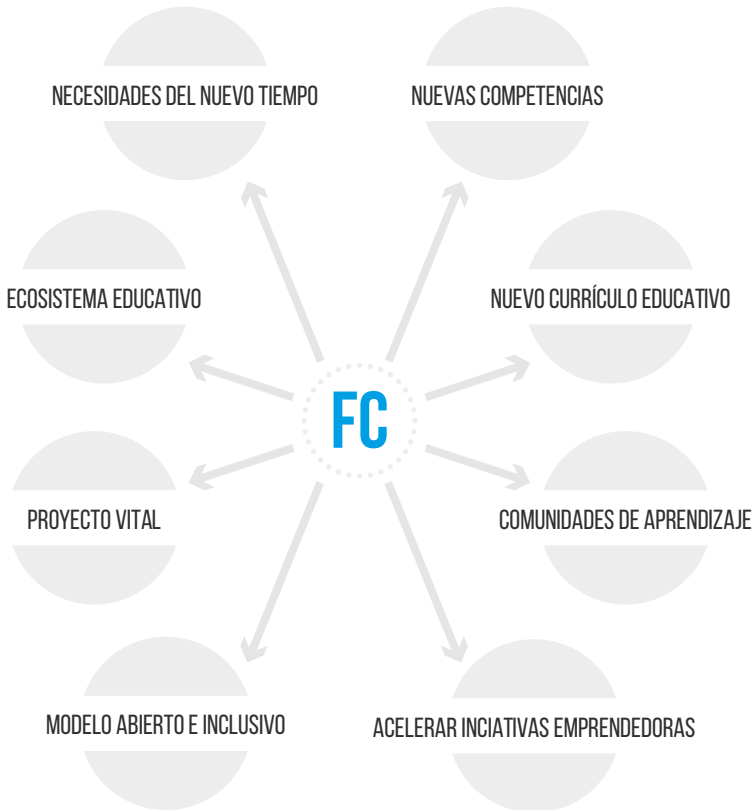 NECESIDADES DEL NUEVO TIEMPO
NUEVAS COMPETENCIAS
ECOSISTEMA EDUCATIVO
NUEVO CURRÍCULO EDUCATIVO
FC
PROYECTO VITAL
COMUNIDADES DE APRENDIZAJE
MODELO ABIERTO E INCLUSIVO
ACELERAR INCIATIVAS EMPRENDEDORAS